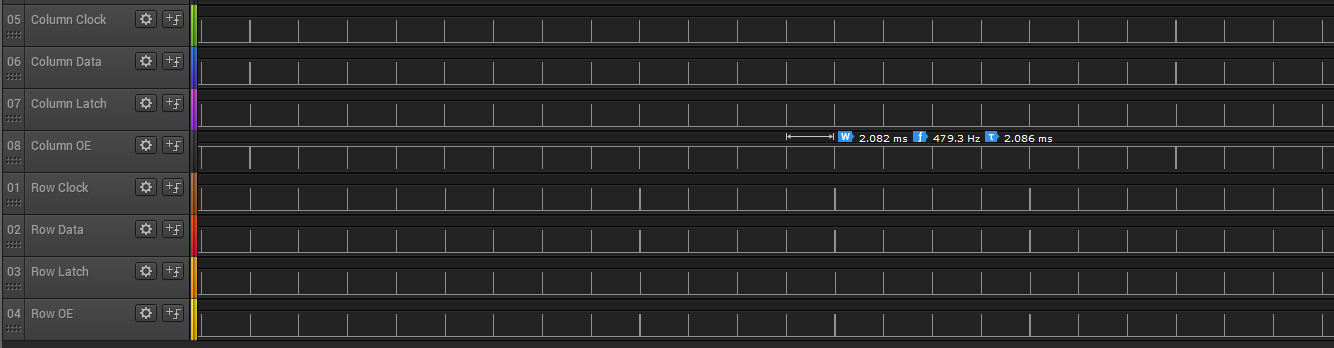 05 Column Clock
06 Column Data
07 Column Latch
W 2.082 ms f 479.3 Hz τ 2.086 ms
08 Column OE
01 Row Clock
02 Row Data
03 Row Latch
04 Row OE